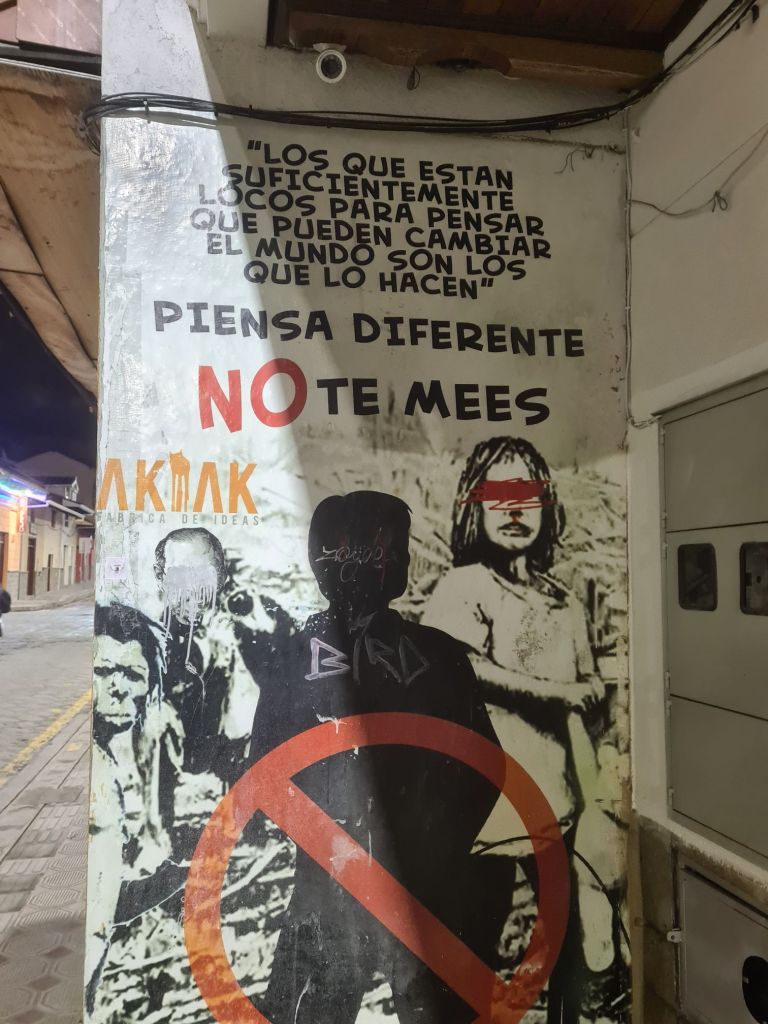 "LOS QUE ESTAN
SUFICIENTEMENTE
LOCOS PARA PENSAR
QUE PUEDEN CAMBIAR
EL MUNDO SON LOS
QUE LO HACEN"
PIENSA DIFERENTE
NO TE MEES
AKAK
FABRICA DE IDEAS
BIRD